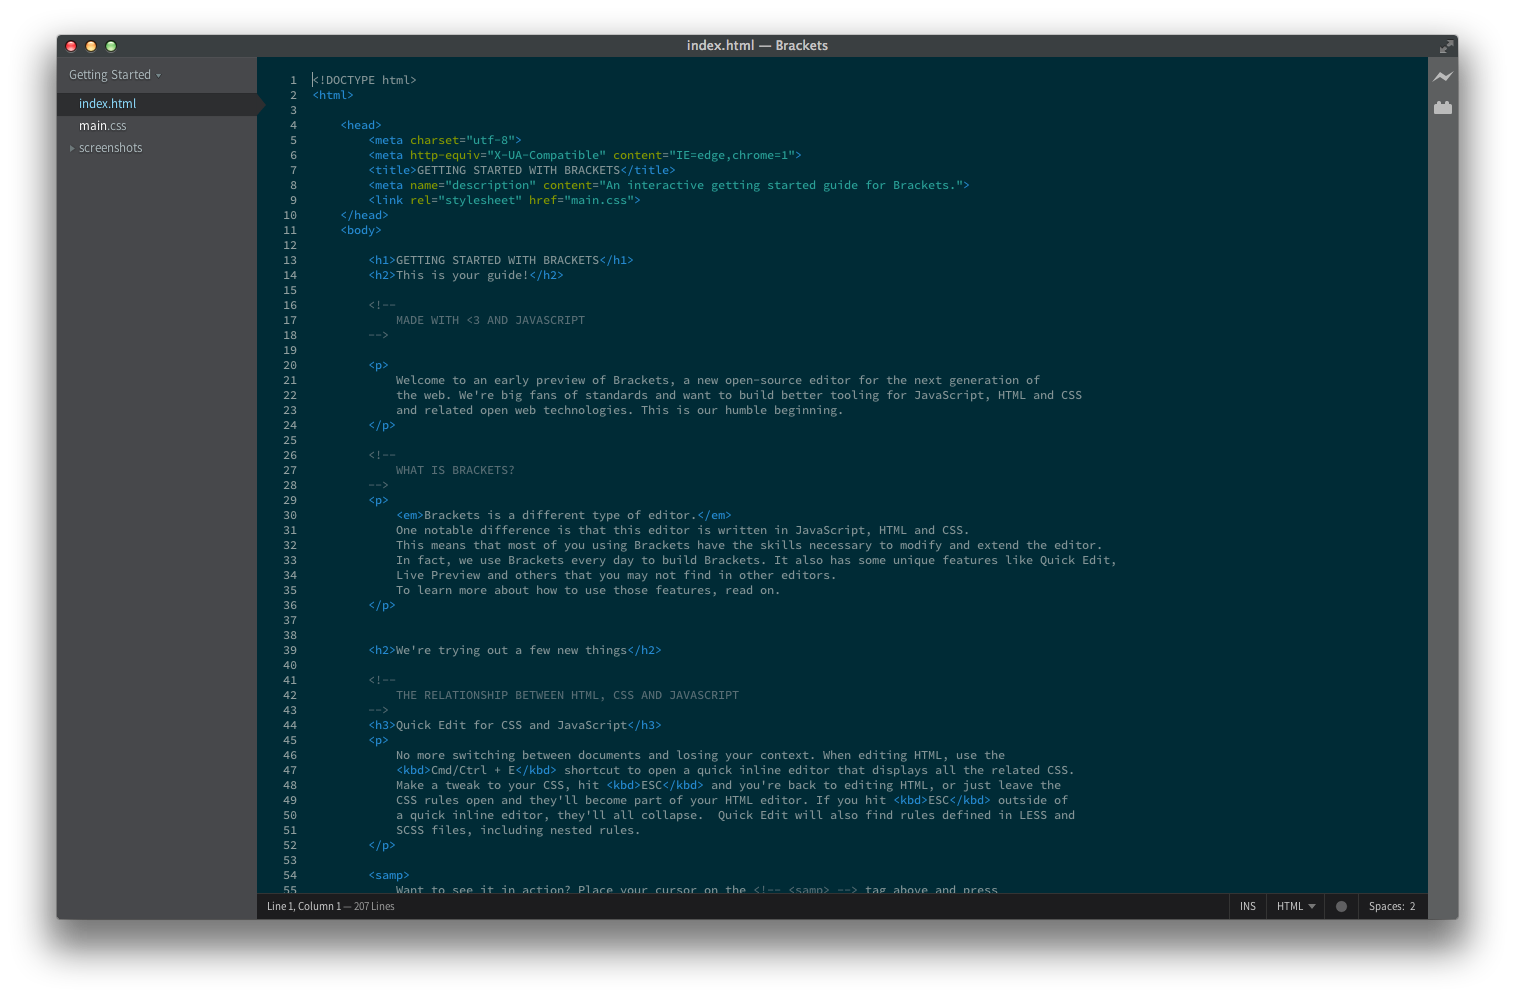 index.html — Brackets
Getting Started
index.html
main.css
screenshots
1 <!DOCTYPE html>
2 <html>
3
4 <head>
5 <meta charset="utf-8">
6 <meta http-equiv="X-UA-Compatible" content="IE=edge,chrome=1">
7 <title>GETTING STARTED WITH BRACKETS</title>
8 <meta name="description" content="An interactive getting started guide for Brackets.">
9 <link rel="stylesheet" href="main.css">
10 </head>
11 <body>
12
13 <h1>GETTING STARTED WITH BRACKETS</h1>
14 <h2>This is your guide!</h2>
15
16 <!--
17 MADE WITH <3 AND JAVASCRIPT
18 -->
19
20 <p>
21 Welcome to an early preview of Brackets, a new open-source editor for the next generation of
22 the web. We're big fans of standards and want to build better tooling for JavaScript, HTML and CSS
23 and related open web technologies. This is our humble beginning.
24 </p>
25
26 <!--
27 WHAT IS BRACKETS?
28 -->
29 <p>
30 <em>Brackets is a different type of editor.</em>
31 One notable difference is that this editor is written in JavaScript, HTML and CSS.
32 This means that most of you using Brackets have the skills necessary to modify and extend the editor.
33 In fact, we use Brackets every day to build Brackets. It also has some unique features like Quick Edit,
34 Live Preview and others that you may not find in other editors.
35 To learn more about how to use those features, read on.
36 </p>
37
38
39 <h2>We're trying out a few new things</h2>
40
41 <!--
42 THE RELATIONSHIP BETWEEN HTML, CSS AND JAVASCRIPT
43 -->
44 <h3>Quick Edit for CSS and JavaScript</h3>
45 <p>
46 No more switching between documents and losing your context. When editing HTML, use the
47 <kbd>Cmd/Ctrl + E</kbd> shortcut to open a quick inline editor that displays all the related CSS.
48 Make a tweak to your CSS, hit <kbd>ESC</kbd> and you're back to editing HTML, or just leave the
49 CSS rules open and they'll become part of your HTML editor. If you hit <kbd>ESC</kbd> outside of
50 a quick inline editor, they'll all collapse.  Quick Edit will also find rules defined in LESS and
51 SCSS files, including nested rules.
52 </p>
53
54 <samp>
55 Want to see it in action? Place your cursor on the <!-- <samp> --> tag above and press
Line 1, Column 1 — 207 Lines
INS
HTML
Spaces: 2